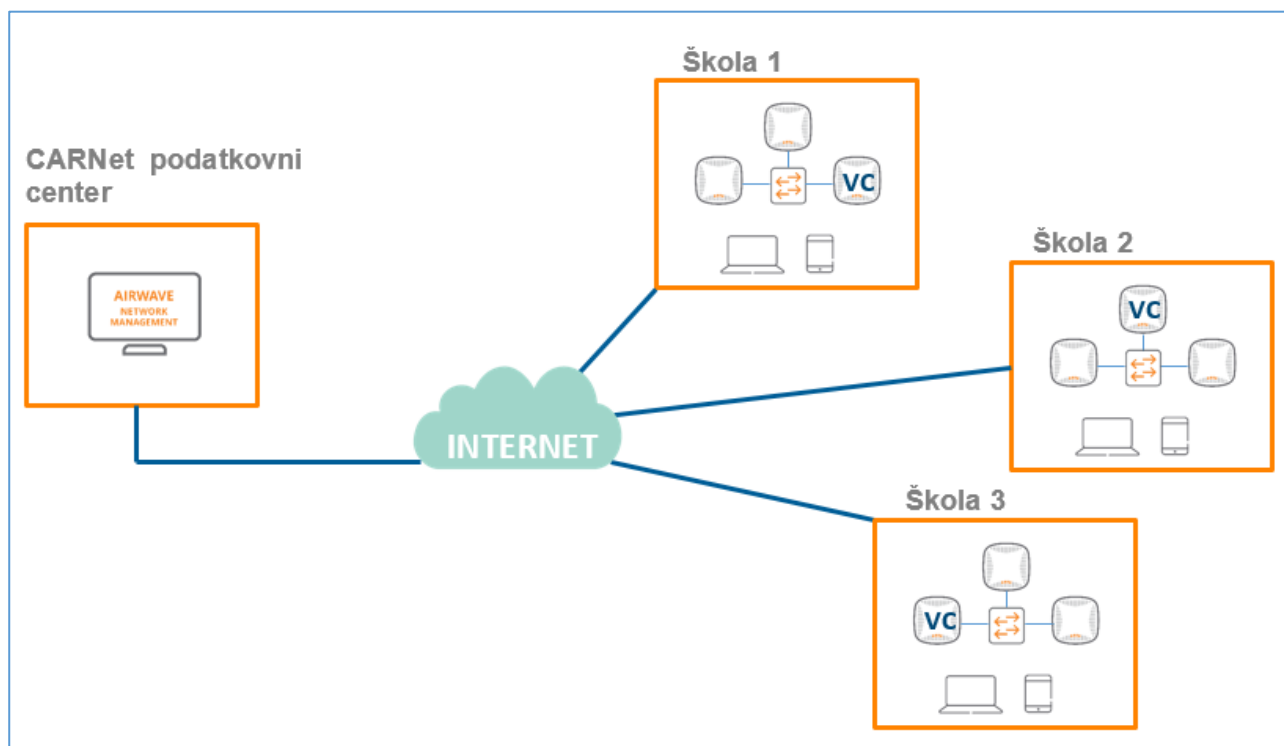 CARNet podatkovni
center
AIRWAVE
NETWORK
MANAGEMENT
INTERNET
Škola 1
VC
Škola 2
VC
Škola 3
VC